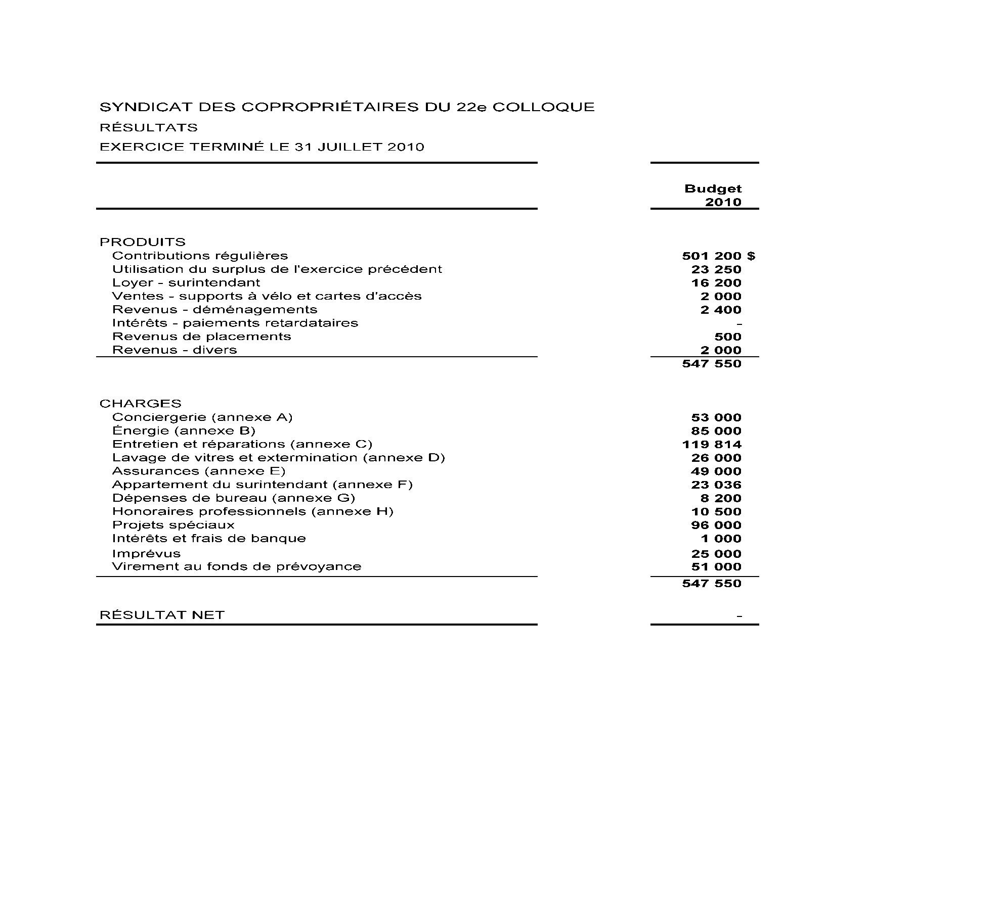 SYNDICAT DES COPROPRIÉTAIRES DU 22e COLLOQUE
RÉSULTATS
EXERCICE TERMINÉ LE 31 JUILLET 2010
Budget
2010
PRODUITS
Contributions régulières 501 200 $
Utilisation du surplus de l'exercice précédent 23 250
Loyer - surintendant 16 200
Ventes - supports à vélo et cartes d'accès 2 000
Revenus - déménagements 2 400
Intérêts - paiements retardataires -
Revenus de placements 500
Revenus - divers 2 000
547 550
CHARGES
Conciergerie (annexe A) 53 000
Énergie (annexe B) 85 000
Entretien et réparations (annexe C) 119 814
Lavage de vitres et extermination (annexe D) 26 000
Assurances (annexe E) 49 000
Appartement du surintendant (annexe F) 23 036
Dépenses de bureau (annexe G) 8 200
Honoraires professionnels (annexe H) 10 500
Projets spéciaux 96 000
Intérêts et frais de banque 1 000
Imprévus 25 000
Virement au fonds de prévoyance 51 000
547 550
RÉSULTAT NET -